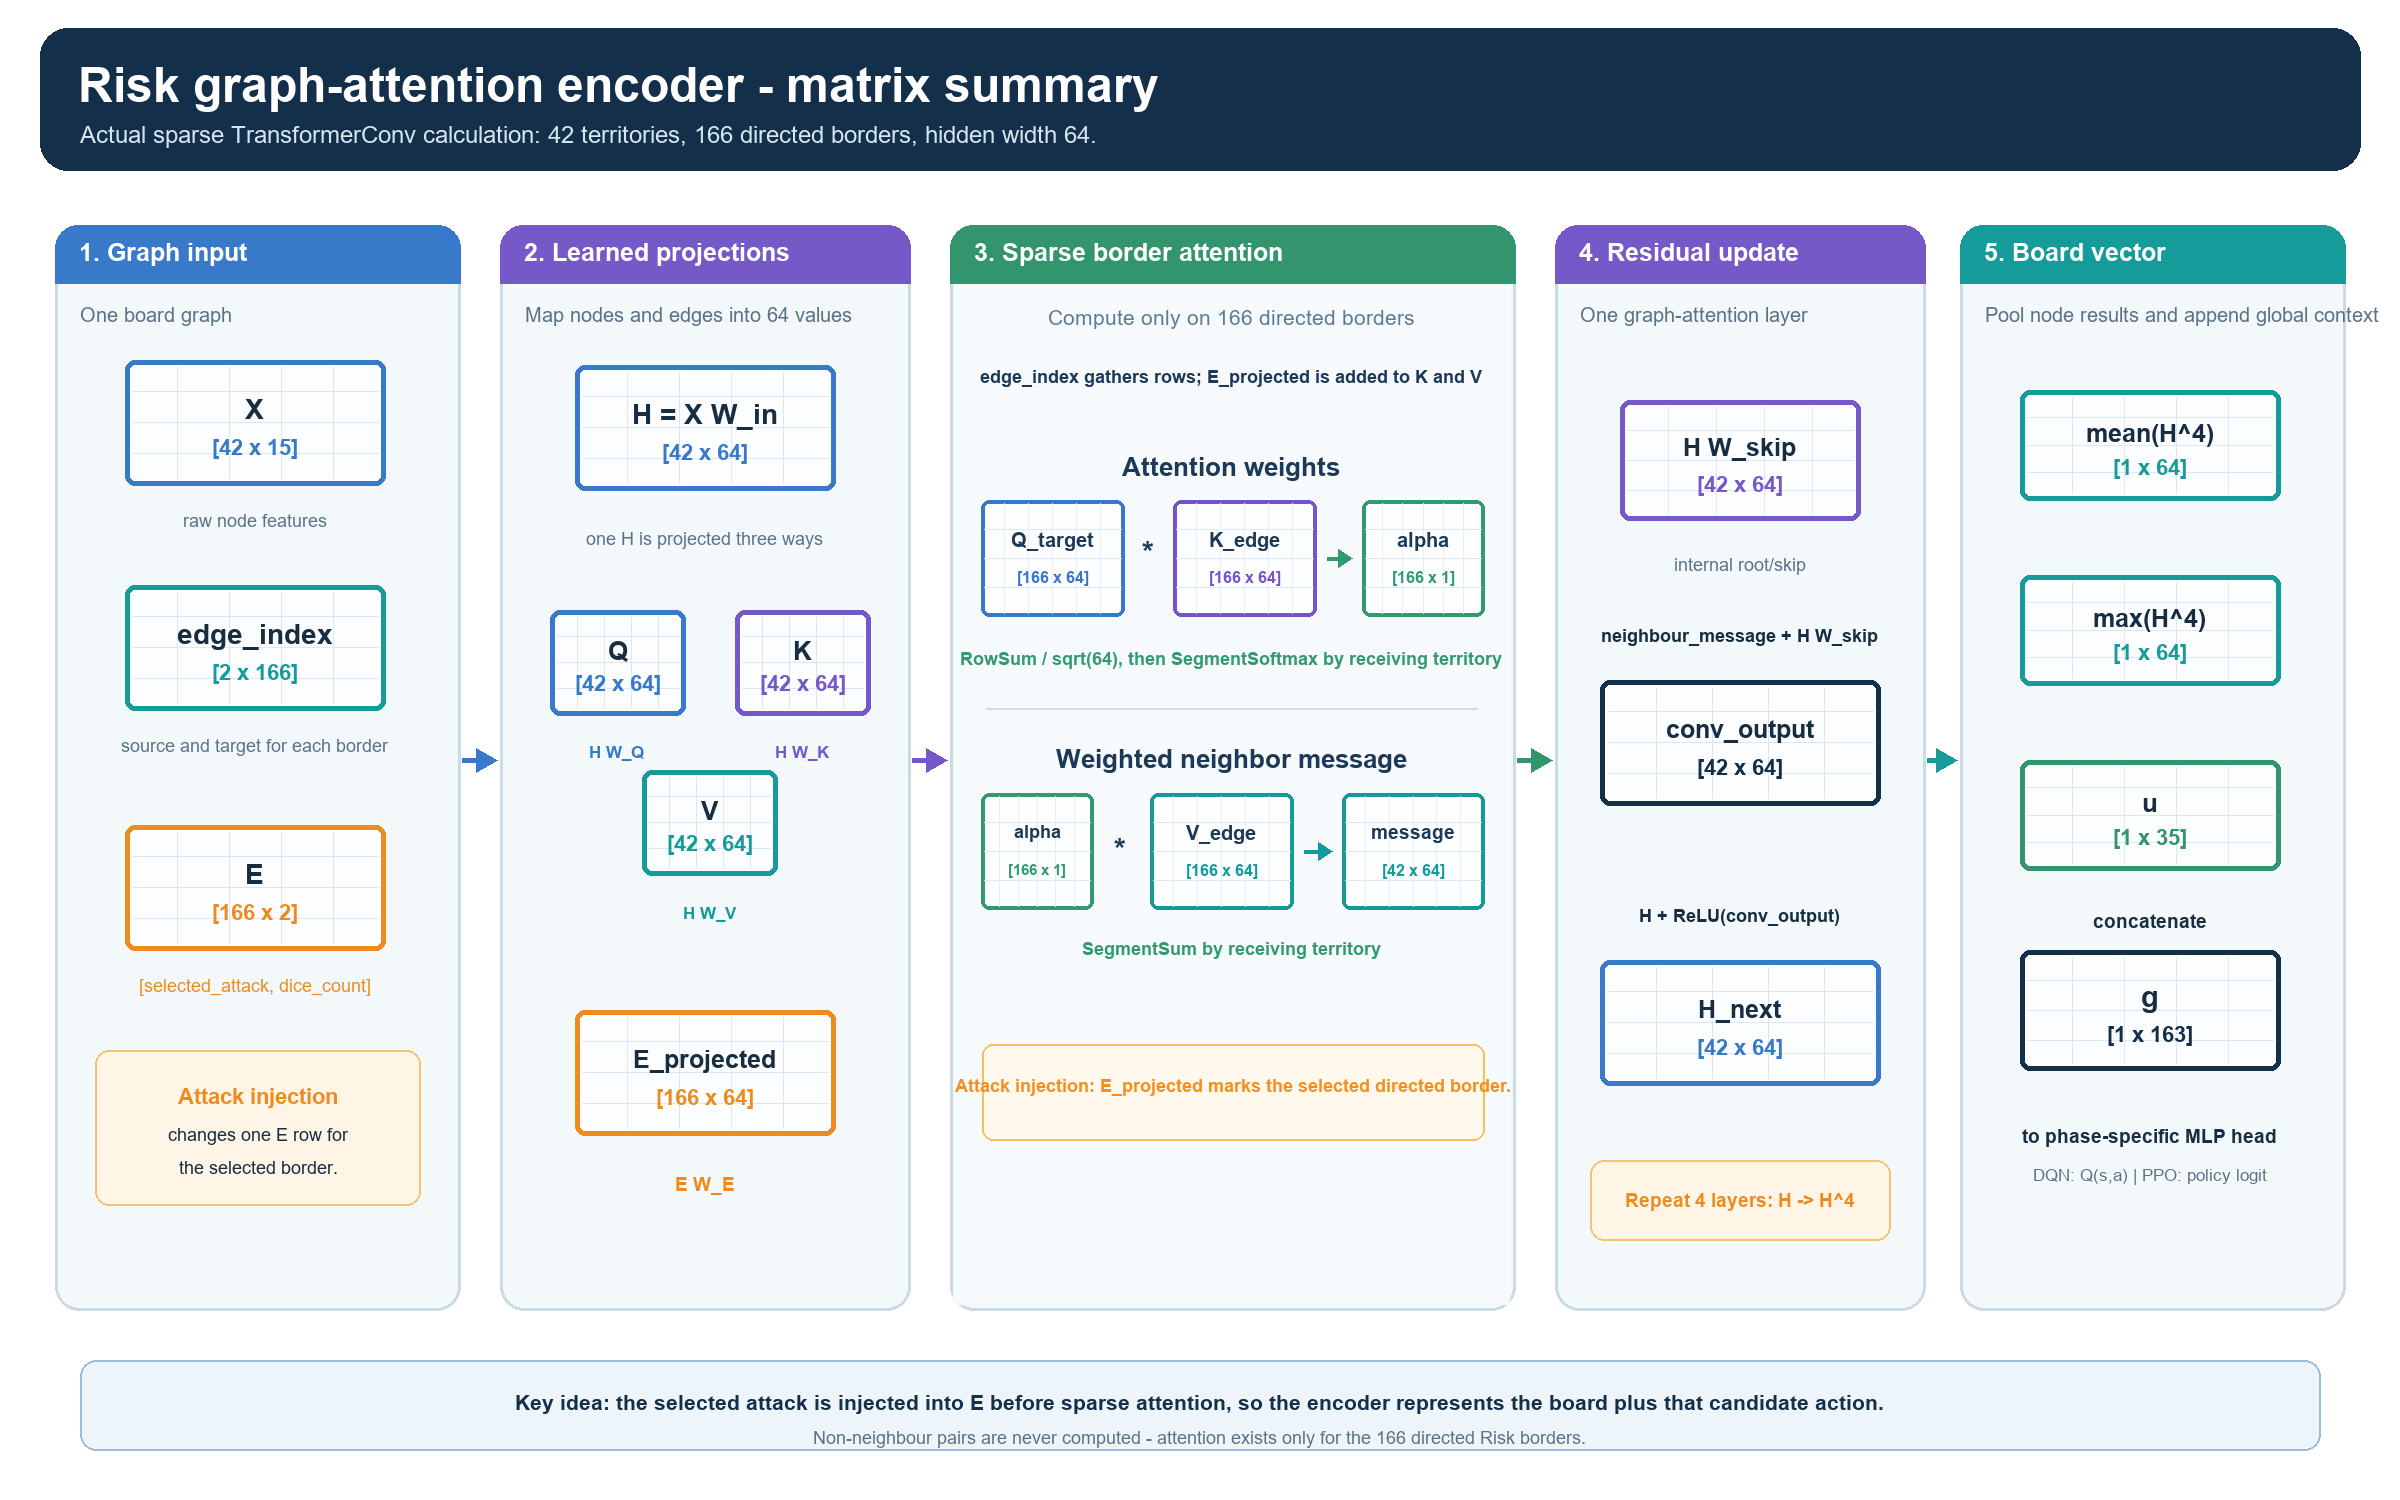 Risk graph-attention encoder - matrix summary
Actual sparse TransformerConv calculation: 42 territories, 166 directed borders, hidden width 64.
1. Graph input
One board graph
X
[42 x 15]
raw node features
edge_index
[2 x 166]
source and target for each border
E
[166 x 2]
[selected_attack, dice_count]
Attack injection
changes one E row for
the selected border.
2. Learned projections
Map nodes and edges into 64 values
H = X W_in
[42 x 64]
one H is projected three ways
Q
[42 x 64]
H W_Q
K
[42 x 64]
H W_K
V
[42 x 64]
H W_V
E_projected
[166 x 64]
E W_E
3. Sparse border attention
Compute only on 166 directed borders
edge_index gathers rows; E_projected is added to K and V
Attention weights
Q_target
[166 x 64]
*
K_edge
[166 x 64]
alpha
[166 x 1]
RowSum / sqrt(64), then SegmentSoftmax by receiving territory
Weighted neighbor message
alpha
[166 x 1]
*
V_edge
[166 x 64]
message
[42 x 64]
SegmentSum by receiving territory
Attack injection: E_projected marks the selected directed border.
4. Residual update
One graph-attention layer
H W_skip
[42 x 64]
internal root/skip
neighbour_message + H W_skip
conv_output
[42 x 64]
H + ReLU(conv_output)
H_next
[42 x 64]
Repeat 4 layers: H -> H^4
5. Board vector
Pool node results and append global context
mean(H^4)
[1 x 64]
max(H^4)
[1 x 64]
u
[1 x 35]
concatenate
g
[1 x 163]
to phase-specific MLP head
DQN: Q(s,a) | PPO: policy logit
Key idea: the selected attack is injected into E before sparse attention, so the encoder represents the board plus that candidate action.
Non-neighbour pairs are never computed - attention exists only for the 166 directed Risk borders.